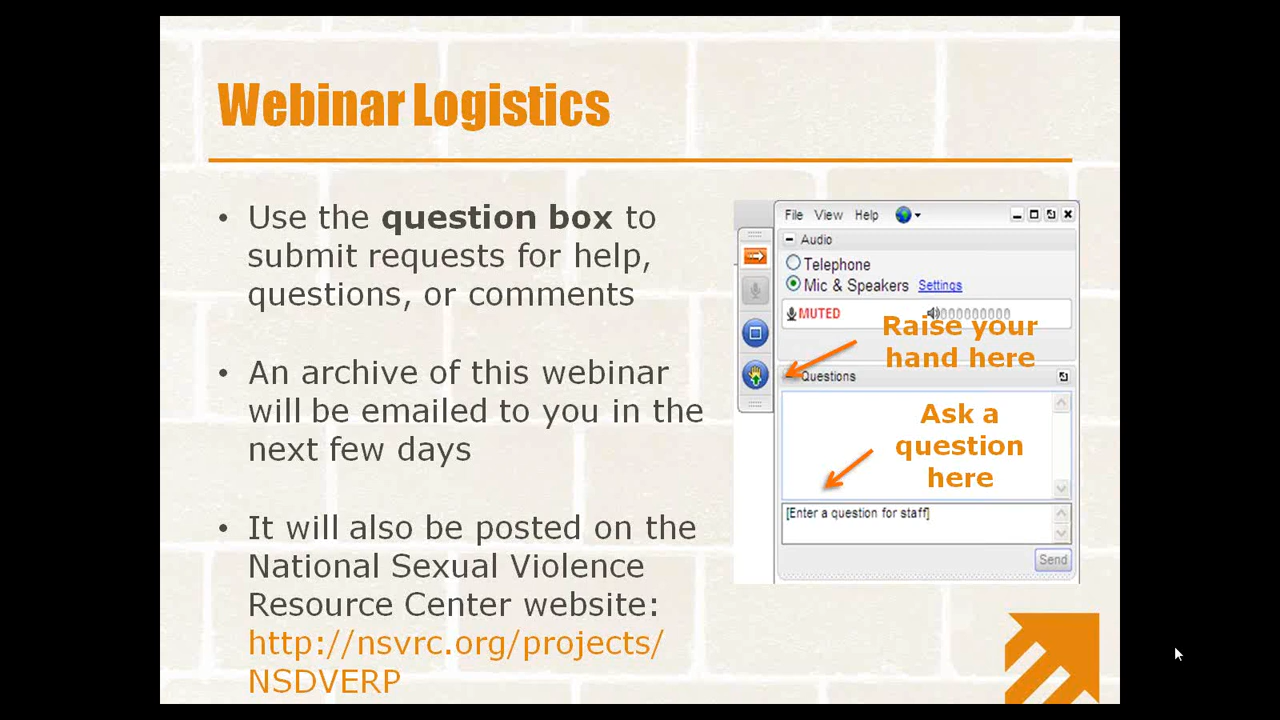 Webinar Logistics
• Use the question box to
submit requests for help,
questions, or comments
• An archive of this webinar
will be emailed to you in the
next few days
• It will also be posted on the
National Sexual Violence
Resource Center website:
http://nsvrc.org/projects/
NSDVERP
File View Help
Audio
Telephone
Mic & Speakers Settings
MUTED
Raise your
hand here
Questions
Ask a
question
here
[Enter a question for staff]
Send